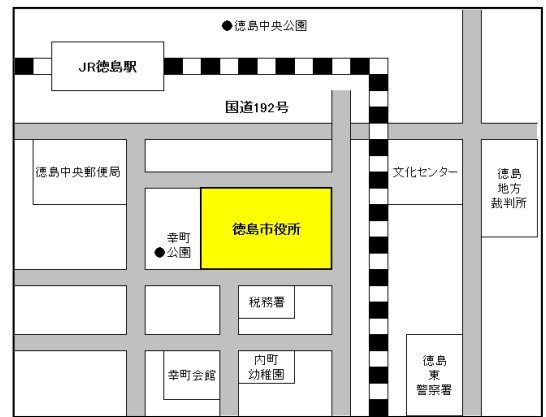 徳島中央公園
JR徳島駅
国道192号
徳島中央郵便局
文化センター
徳島
地方
裁判所
徳島市役所
幸町
公園
税務署
幸町会館
内町
幼稚園
徳島
東
警察署